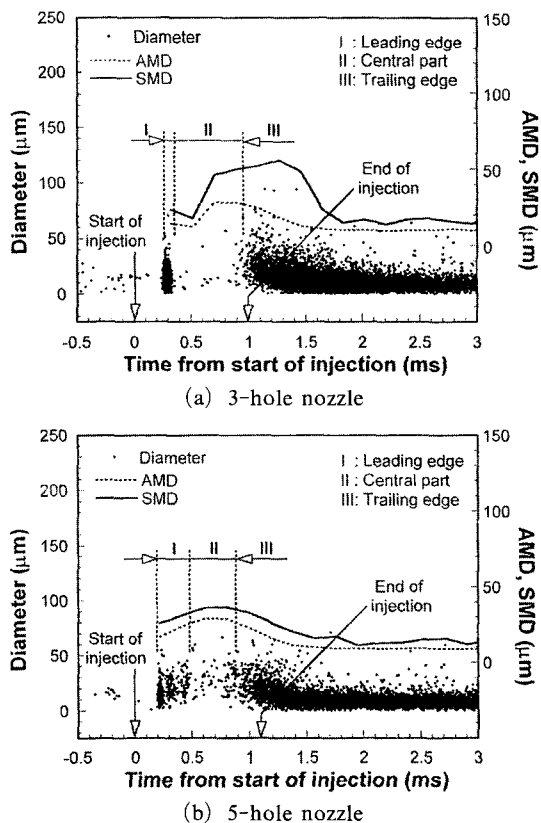 250
200
150
100
50
0
Diameter (μm)
Diameter
AMD
SMD
I : Leading edge
II : Central part
III: Trailing edge
I
II
III
Start of
injection
End of
injection
150
100
50
0
AMD, SMD (μm)
-0.5 0 0.5 1 1.5 2 2.5 3
Time from start of injection (ms)
(a) 3-hole nozzle
250
200
150
100
50
0
Diameter (μm)
Diameter
AMD
SMD
I : Leading edge
II : Central part
III: Trailing edge
I
II
III
Start of
injection
End of
injection
150
100
50
0
AMD, SMD (μm)
-0.5 0 0.5 1 1.5 2 2.5 3
Time from start of injection (ms)
(b) 5-hole nozzle